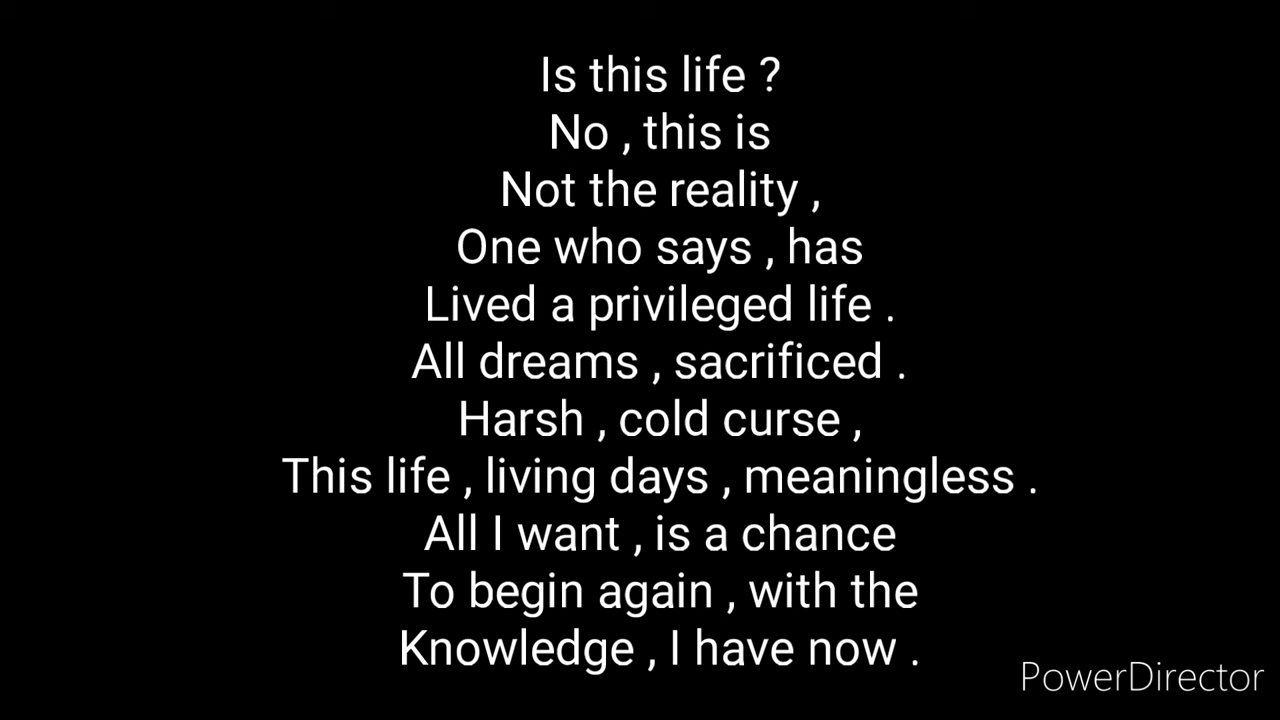 Is this life ?
No , this is
Not the reality ,
One who says , has
Lived a privileged life .
All dreams , sacrificed .
Harsh , cold curse ,
This life , living days , meaningless .
All I want , is a chance
To begin again , with the
Knowledge , I have now .
PowerDirector